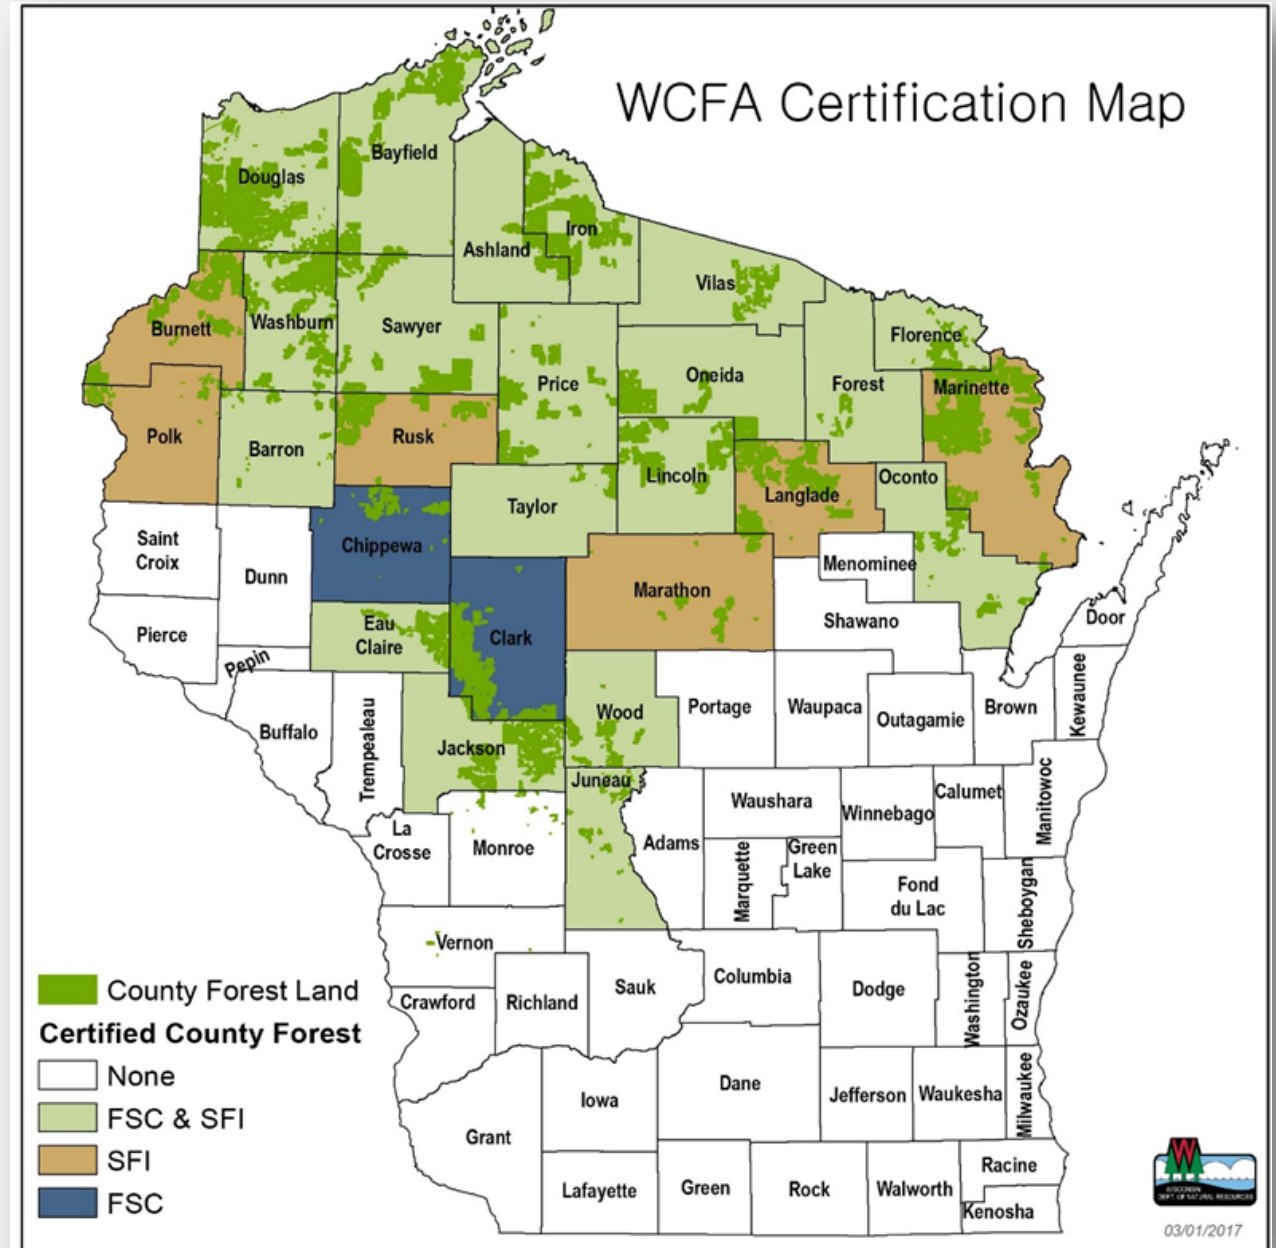 WCFA Certification Map
Bayfield
Douglas
Iron
Ashland
Vilas
Burnett
Washburn
Sawyer
Florence
Price
Oneida
Forest
Marinette
Polk
Barron
Rusk
Lincoln
Langlade
Oconto
Taylor
Saint
Croix
Dunn
Chippewa
Menominee
Marathon
Pierce
Eau
Claire
Clark
Shawano
Door
Pepin
Buffalo
Trempealeau
Jackson
Wood
Portage
Waupaca
Outagamie
Brown
Kewaunee
Juneau
La
Crosse
Monroe
Adams
Waushara
Winnebago
Calumet
Manitowoc
Marquette
Green
Lake
Fond
du Lac
Sheboygan
Vernon
Crawford
Richland
Sauk
Columbia
Dodge
Washington
Ozaukee
Grant
Iowa
Dane
Jefferson
Waukesha
Milwaukee
Lafayette
Green
Rock
Walworth
Racine
Kenosha
County Forest Land
Certified County Forest
None
FSC & SFI
SFI
FSC
W
WISCONSIN
DEPT. OF NATURAL RESOURCES
03/01/2017